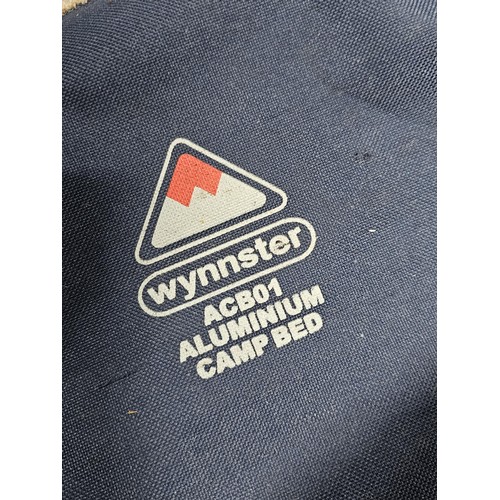 wynnster
ACB01
ALUMINIUM
CAMP BED